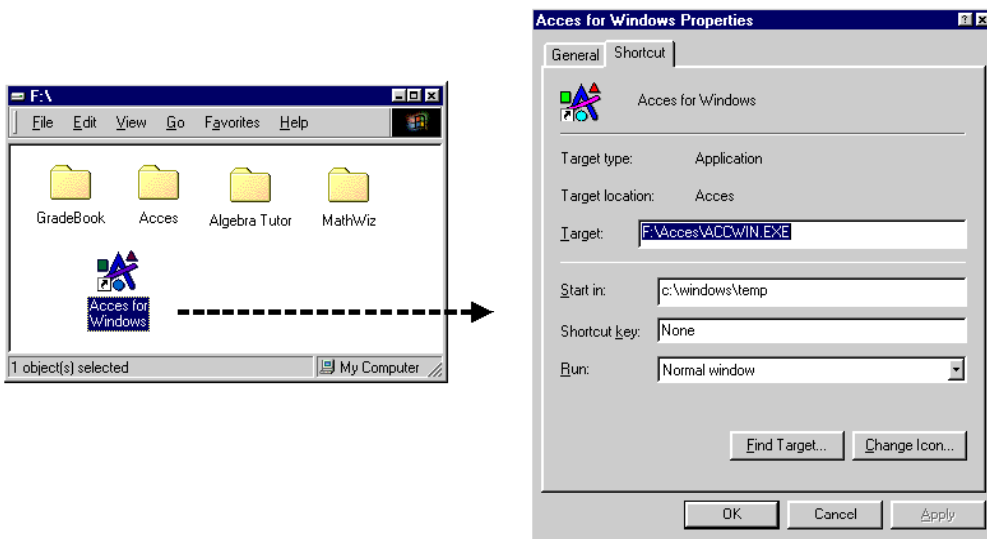 F:\
File Edit View Go Favorites Help
GradeBook Acces Algebra Tutor MathWiz
Acces for
Windows
1 object(s) selected My Computer
Acces for Windows Properties
General Shortcut
Acces for Windows
Target type: Application
Target location: Acces
Target: F:\Acces\ACCWIN.EXE
Start in: c:\windows\temp
Shortcut key: None
Run: Normal window
Find Target... Change Icon...
OK Cancel Apply